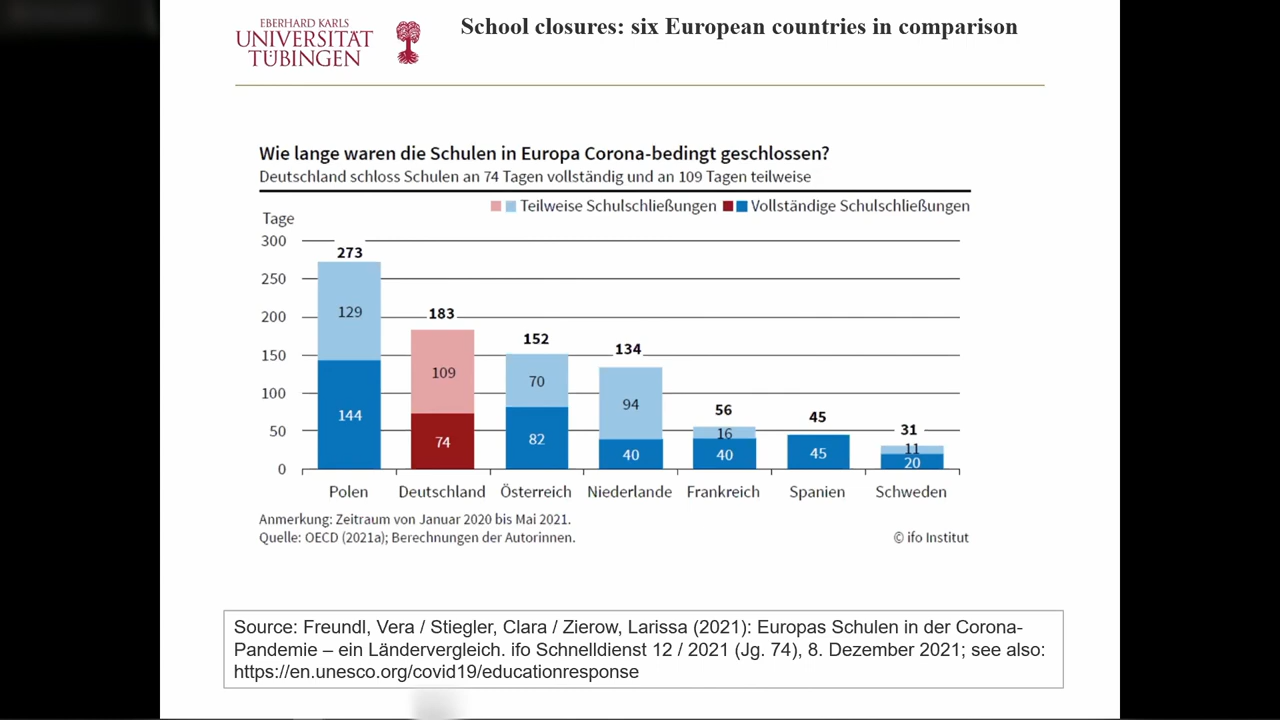 EBERHARD KARLS
UNIVERSITÄT
TÜBINGEN
School closures: six European countries in comparison
Wie lange waren die Schulen in Europa Corona-bedingt geschlossen?
Deutschland schloss Schulen an 74 Tagen vollständig und an 109 Tagen teilweise
Teilweise Schulschließungen Vollständige Schulschließungen
Tage
300
250
200
150
100
50
0
273
129
144
183
109
74
152
70
82
134
94
40
56
16
40
45
45
31
11
20
Polen Deutschland Österreich Niederlande Frankreich Spanien Schweden
Anmerkung: Zeitraum von Januar 2020 bis Mai 2021.
Quelle: OECD (2021a); Berechnungen der Autorinnen. © ifo Institut
Source: Freundl, Vera / Stiegler, Clara / Zierow, Larissa (2021): Europas Schulen in der Corona-
Pandemie – ein Ländervergleich. ifo Schnelldienst 12 / 2021 (Jg. 74), 8. Dezember 2021; see also:
https://en.unesco.org/covid19/educationresponse